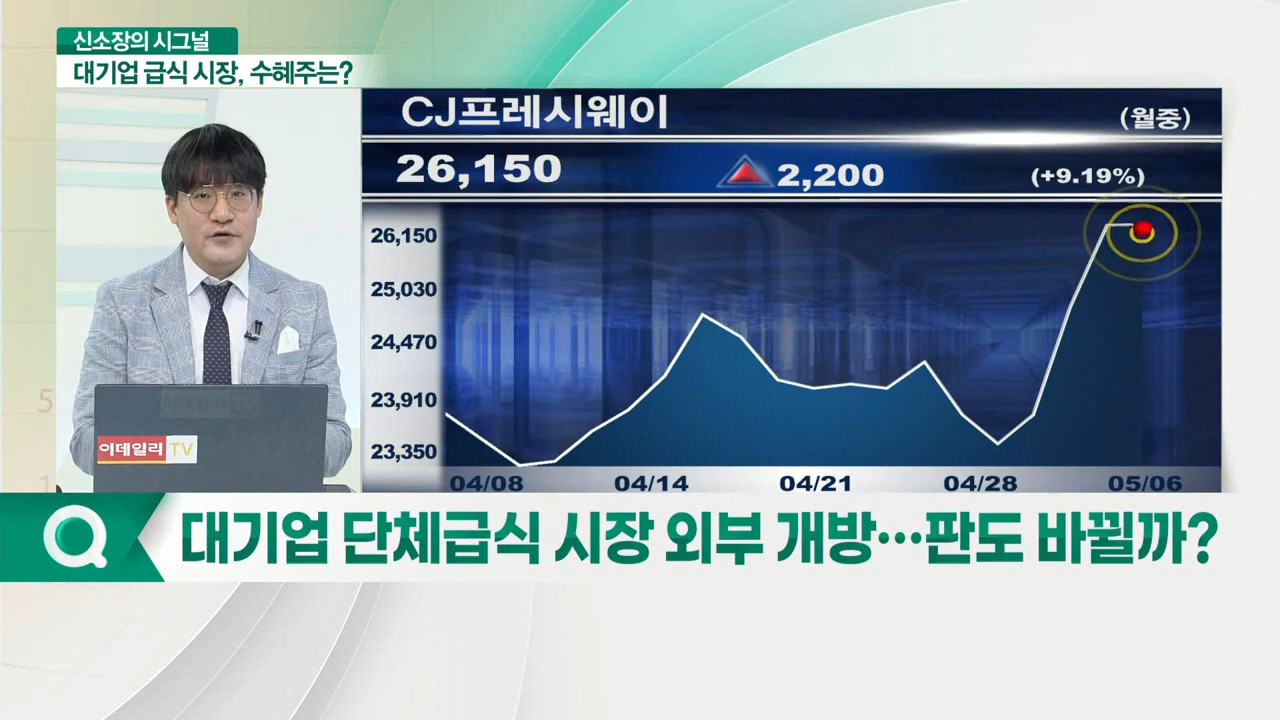 신소장의 시그널
대기업 급식 시장, 수혜주는?
CJ프레시웨이
(월중)
26,150
2,200
(+9.19%)
26,150
25,030
24,470
23,910
23,350
04/08 04/14 04/21 04/28 05/06
5
1
이데일리 TV
Q
대기업 단체급식 시장 외부 개방…판도 바뀔까?